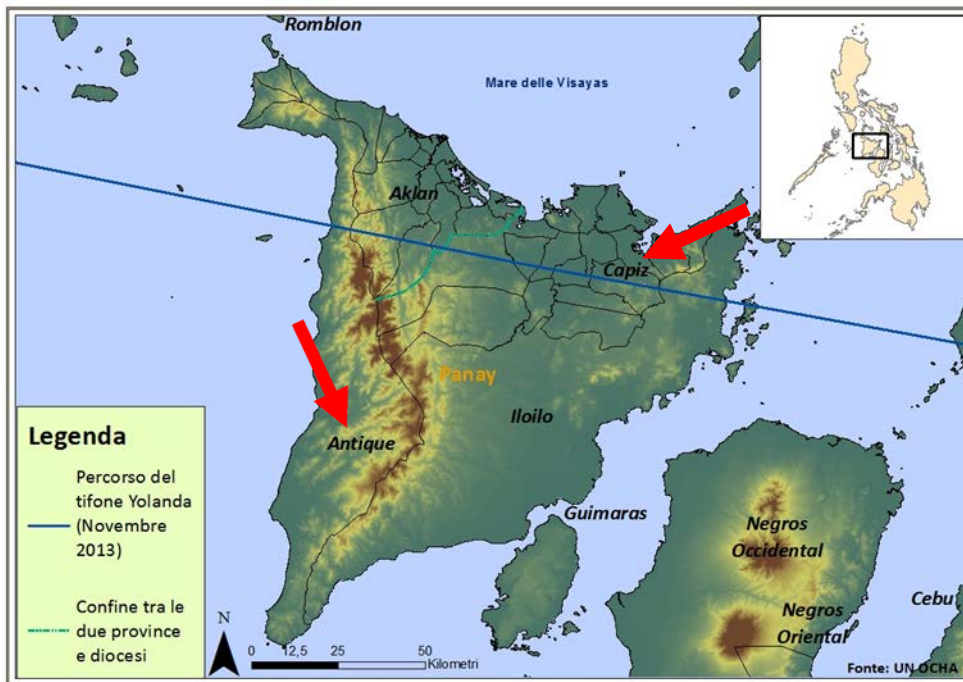 Romblon
Mare delle Visayas
Aklan
Capiz
Panay
Iloilo
Antique
Guimaras
Negros
Occidental
Negros
Oriental
Cebu
Legenda
Percorso del
tifone Yolanda
(Novembre
2013)
Confine tra le
due province
e diocesi
N
0 12,5 25 50
Kilometri
Fonte: UN OCHA